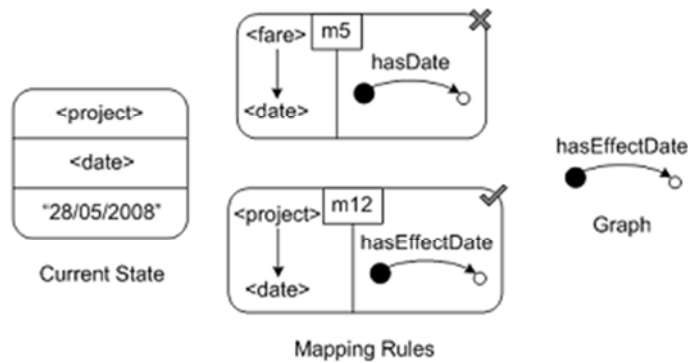 <project>
<date>
“28/05/2008”
Current State
<fare>
m5
hasDate
<date>
<project>
m12
hasEffectDate
<date>
Mapping Rules
hasEffectDate
Graph